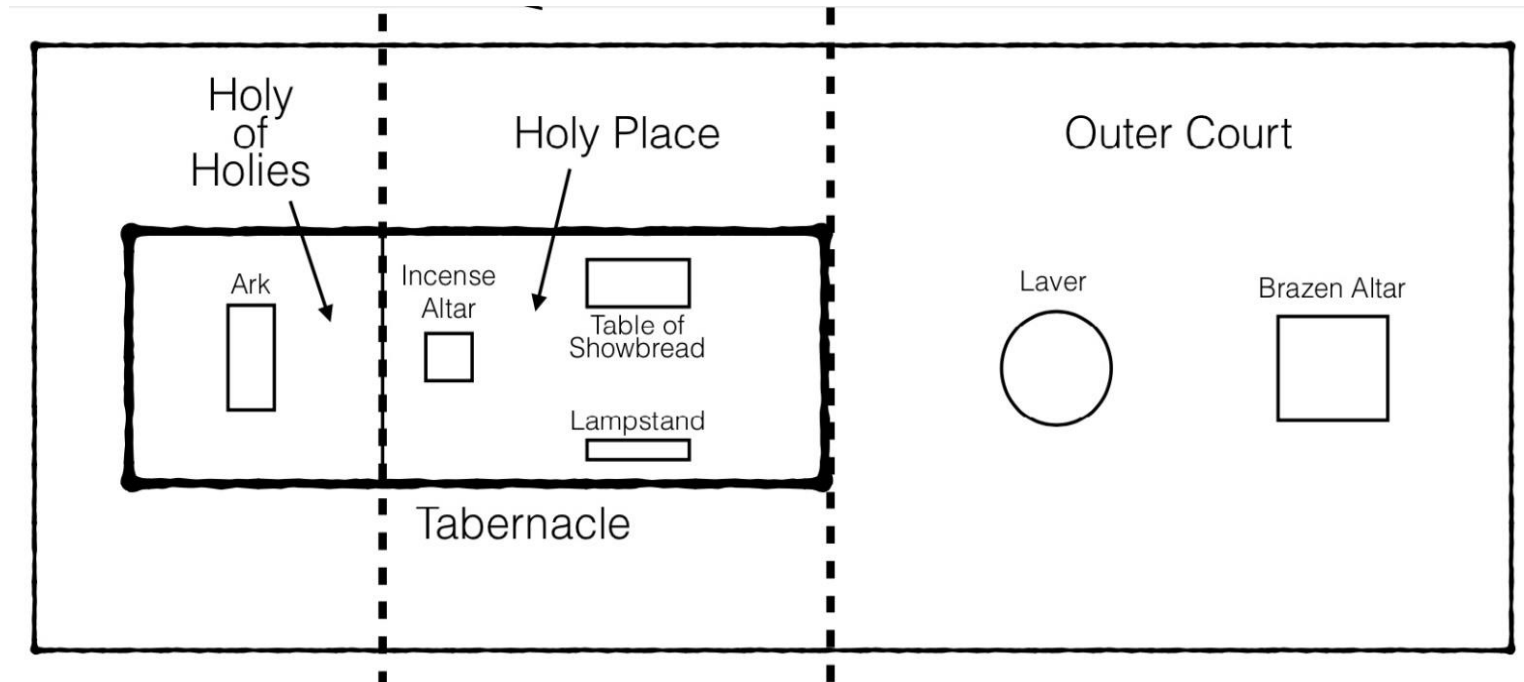 Holy
of
Holies
Holy Place
Outer Court
Ark
Incense
Altar
Table of
Showbread
Lampstand
Laver
Brazen Altar
Tabernacle